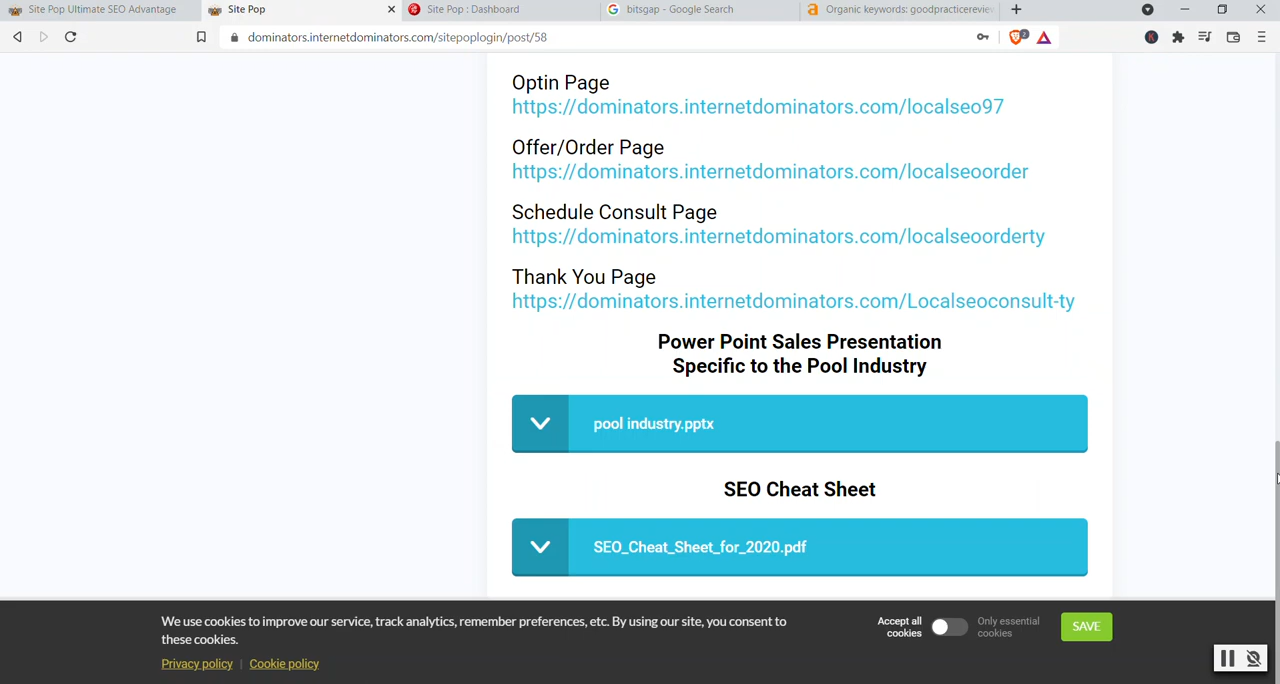 Site Pop Ultimate SEO Advantage
Site Pop
Site Pop : Dashboard
bitsgap - Google Search
Organic keywords: goodpracticerevie
dominators.internetdominators.com/sitepoplogin/post/58
2
K
Optin Page
https://dominators.internetdominators.com/localseo97
Offer/Order Page
https://dominators.internetdominators.com/localseoorder
Schedule Consult Page
https://dominators.internetdominators.com/localseoorderty
Thank You Page
https://dominators.internetdominators.com/Localseoconsult-ty
Power Point Sales Presentation
Specific to the Pool Industry
pool industry.pptx
SEO Cheat Sheet
SEO_Cheat_Sheet_for_2020.pdf
We use cookies to improve our service, track analytics, remember preferences, etc. By using our site, you consent to
these cookies.
Privacy policy | Cookie policy
Accept all
cookies
Only essential
cookies
SAVE